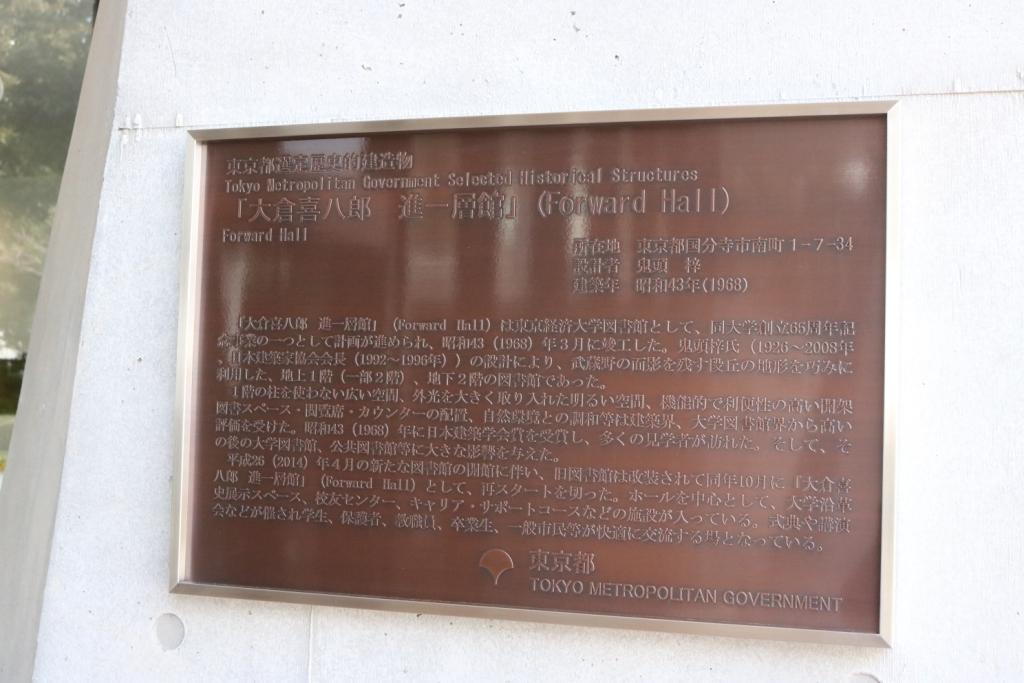 東京都選定歴史的建造物
Tokyo Metropolitan Government Selected Historical Structures
「大倉喜八郎　進一層館」(Forward Hall)
Forward Hall
所在地　東京都国分寺市南町1-7-34
設計者　鬼頭　梓
建築年　昭和43年(1968)
「大倉喜八郎　進一層館」（Forward Hall）は東京経済大学図書館として、同大学創立65周年記
念事業の一つとして計画が進められ、昭和43（1968）年３月に竣工した。鬼頭梓氏（1926～2008年
、日本建築家協会会長（1992～1996年））の設計により、武蔵野の面影を残す段丘の地形を巧みに
利用した、地上１階（一部２階）、地下２階の図書館であった。
１階の柱を使わない広い空間、外光を大きく取り入れた明るい空間、機能的で利便性の高い開架
図書スペース・閲覧席・カウンターの配置、自然環境との調和等は建築界、大学図書館界から高い
評価を受けた。昭和43（1968）年に日本建築学会賞を受賞し、多くの見学者が訪れた。そして、そ
の後の大学図書館、公共図書館等に大きな影響を与えた。
平成26（2014）年４月の新たな図書館の開館に伴い、旧図書館は改装されて同年10月に「大倉喜
八郎　進一層館」（Forward Hall）として、再スタートを切った。ホールを中心として、大学沿革
史展示スペース、校友センター、キャリア・サポートコースなどの施設が入っている。式典や講演
会などが催され学生、保護者、教職員、卒業生、一般市民等が快適に交流する場となっている。
東京都
TOKYO METROPOLITAN GOVERNMENT